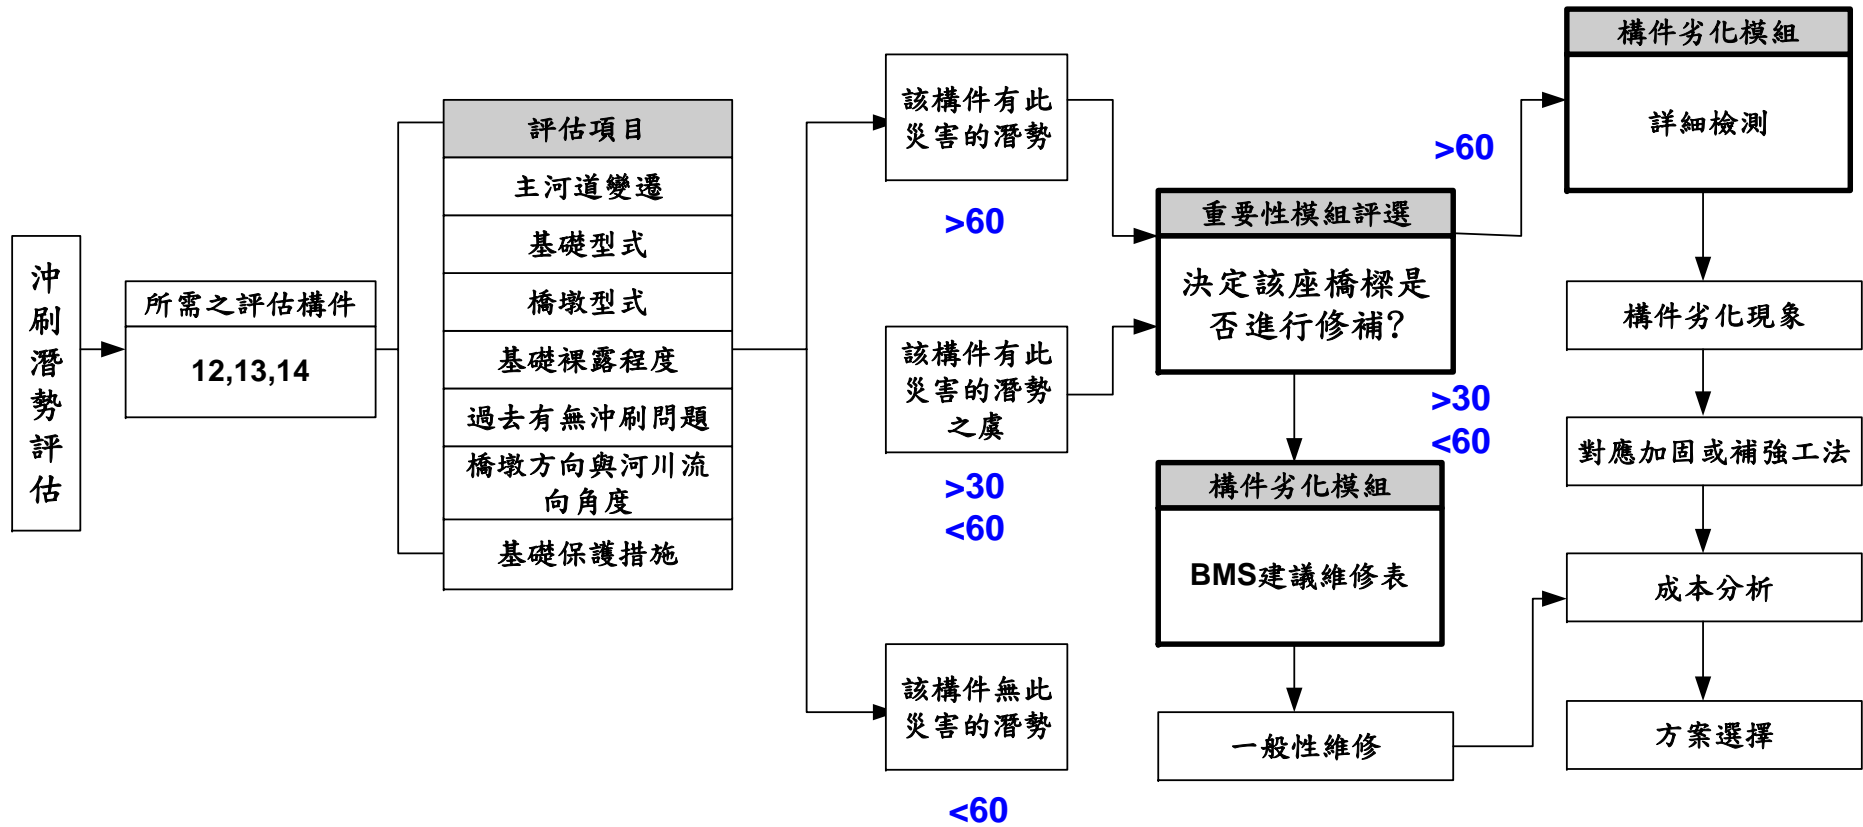 沖刷潛勢評估
所需之評估構件
12,13,14
評估項目
主河道變遷
基礎型式
橋墩型式
基礎裸露程度
過去有無沖刷問題
橋墩方向與河川流
向角度
基礎保護措施
該構件有此
災害的潛勢
>60
該構件有此
災害的潛勢
之虞
>30
<60
該構件無此
災害的潛勢
<60
重要性模組評選
決定該座橋樑是
否進行修補?
>60
>30
<60
構件劣化模組
BMS建議維修表
一般性維修
構件劣化模組
詳細檢測
構件劣化現象
對應加固或補強工法
成本分析
方案選擇